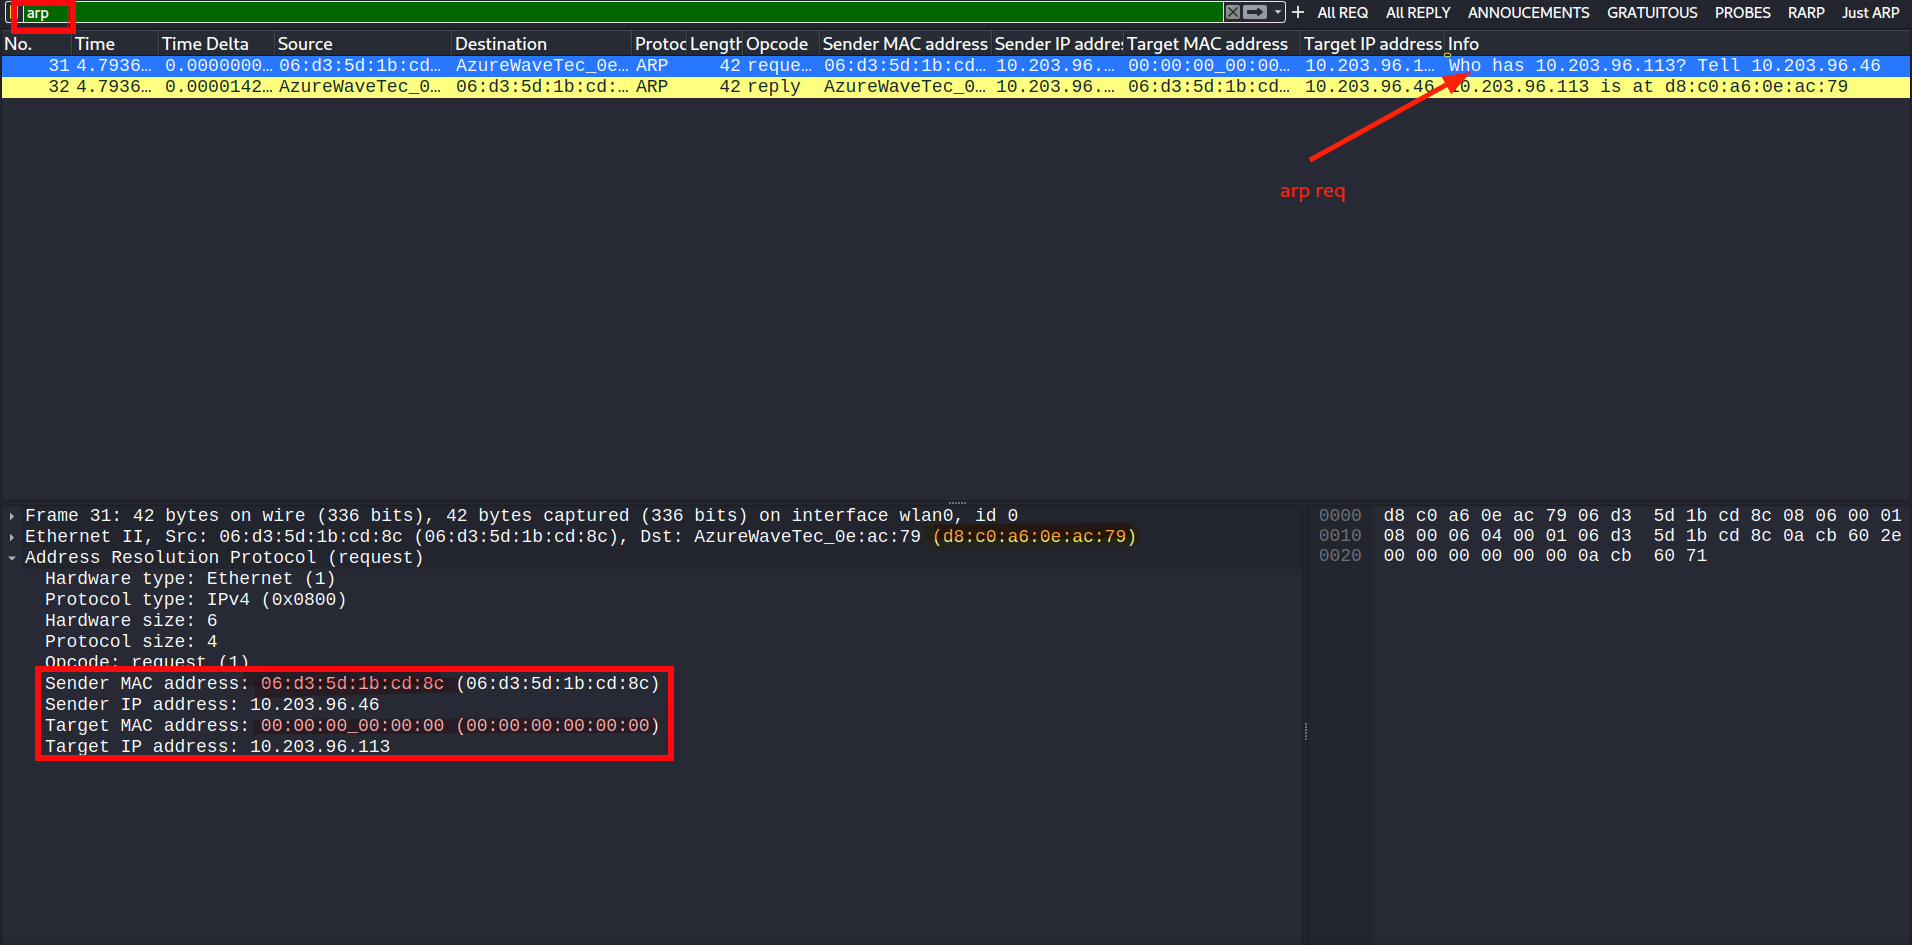 arp + All REQ All REPLY ANNOUCEMENTS GRATUITOUS PROBES RARP Just ARP
No. Time Time Delta Source Destination Protoc Length Opcode Sender MAC address Sender IP addres Target MAC address Target IP address Info
31 4.7936… 0.0000000… 06:d3:5d:1b:cd… AzureWaveTec_0e… ARP 42 reque… 06:d3:5d:1b:cd… 10.203.96.… 00:00:00_00:00… 10.203.96.1… Who has 10.203.96.113? Tell 10.203.96.46
32 4.7936… 0.0000142… AzureWaveTec_0… 06:d3:5d:1b:cd:… ARP 42 reply AzureWaveTec_0… 10.203.96.… 06:d3:5d:1b:cd… 10.203.96.46 10.203.96.113 is at d8:c0:a6:0e:ac:79
arp req
Frame 31: 42 bytes on wire (336 bits), 42 bytes captured (336 bits) on interface wlan0, id 0
Ethernet II, Src: 06:d3:5d:1b:cd:8c (06:d3:5d:1b:cd:8c), Dst: AzureWaveTec_0e:ac:79 (d8:c0:a6:0e:ac:79)
Address Resolution Protocol (request)
Hardware type: Ethernet (1)
Protocol type: IPv4 (0x0800)
Hardware size: 6
Protocol size: 4
Opcode: request (1)
Sender MAC address: 06:d3:5d:1b:cd:8c (06:d3:5d:1b:cd:8c)
Sender IP address: 10.203.96.46
Target MAC address: 00:00:00_00:00:00 (00:00:00:00:00:00)
Target IP address: 10.203.96.113
0000 d8 c0 a6 0e ac 79 06 d3 5d 1b cd 8c 08 06 00 01
0010 08 00 06 04 00 01 06 d3 5d 1b cd 8c 0a cb 60 2e
0020 00 00 00 00 00 00 0a cb 60 71